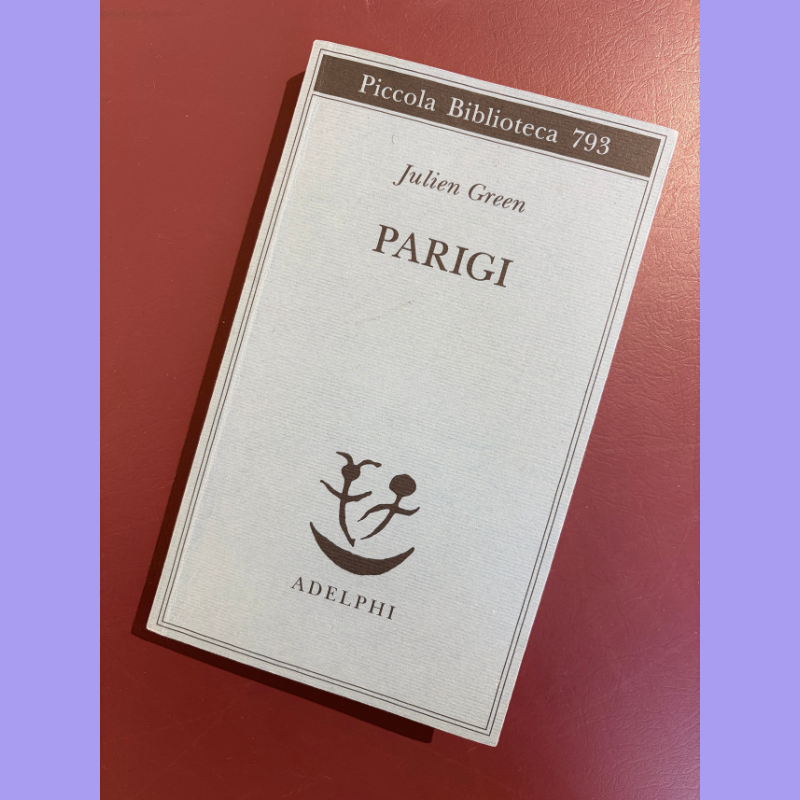 Piccola Biblioteca 793
Julien Green
PARIGI
ADELPHI